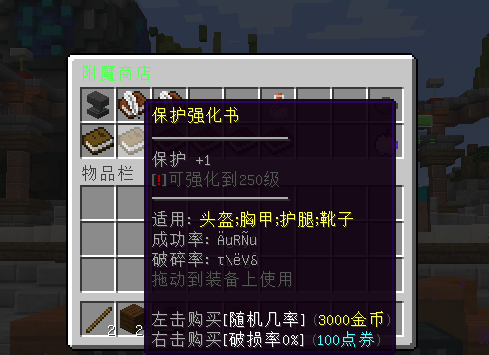 附魔商店
保护强化书
保护 +1
[!]可强化到250级
物品栏
适用: 头盔;胸甲;护腿;靴子
成功率:
破碎率:
拖动到装备上使用
2
2
左击购买[随机几率] (3000金币)
右击购买[破损率0%] (100点券)